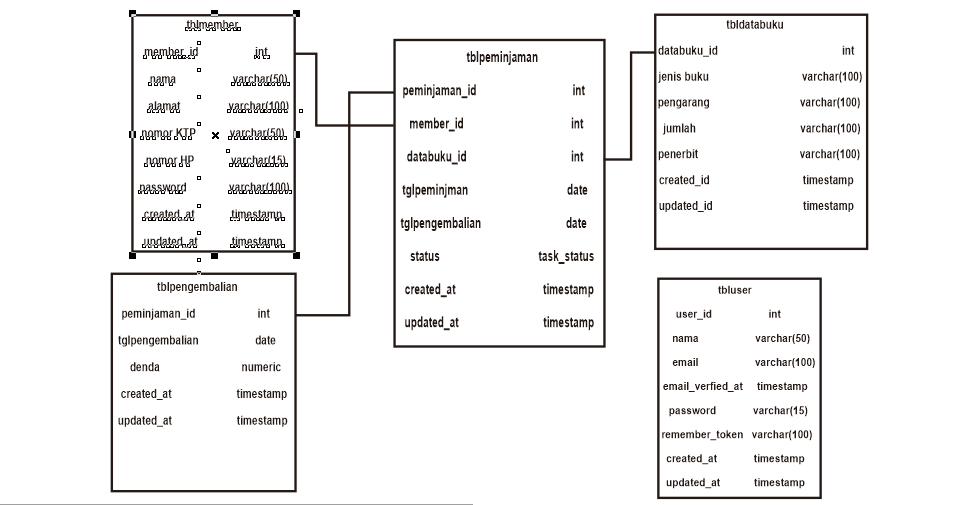 tblmember
member_id int
nama varchar(50)
alamat varchar(100)
nomor KTP varchar(50)
nomor HP varchar(15)
password varchar(100)
created_at timestamp
updated_at timestamp
tblpeminjaman
peminjaman_id int
member_id int
databuku_id int
tglpeminjman date
tglpengembalian date
status task_status
created_at timestamp
updated_at timestamp
tbldatabuku
databuku_id int
jenis buku varchar(100)
pengarang varchar(100)
jumlah varchar(100)
penerbit varchar(100)
created_id timestamp
updated_id timestamp
tblpengembalian
peminjaman_id int
tglpengembalian date
denda numeric
created_at timestamp
updated_at timestamp
tbluser
user_id int
nama varchar(50)
email varchar(100)
email_verfied_at timestamp
password varchar(15)
remember_token varchar(100)
created_at timestamp
updated_at timestamp